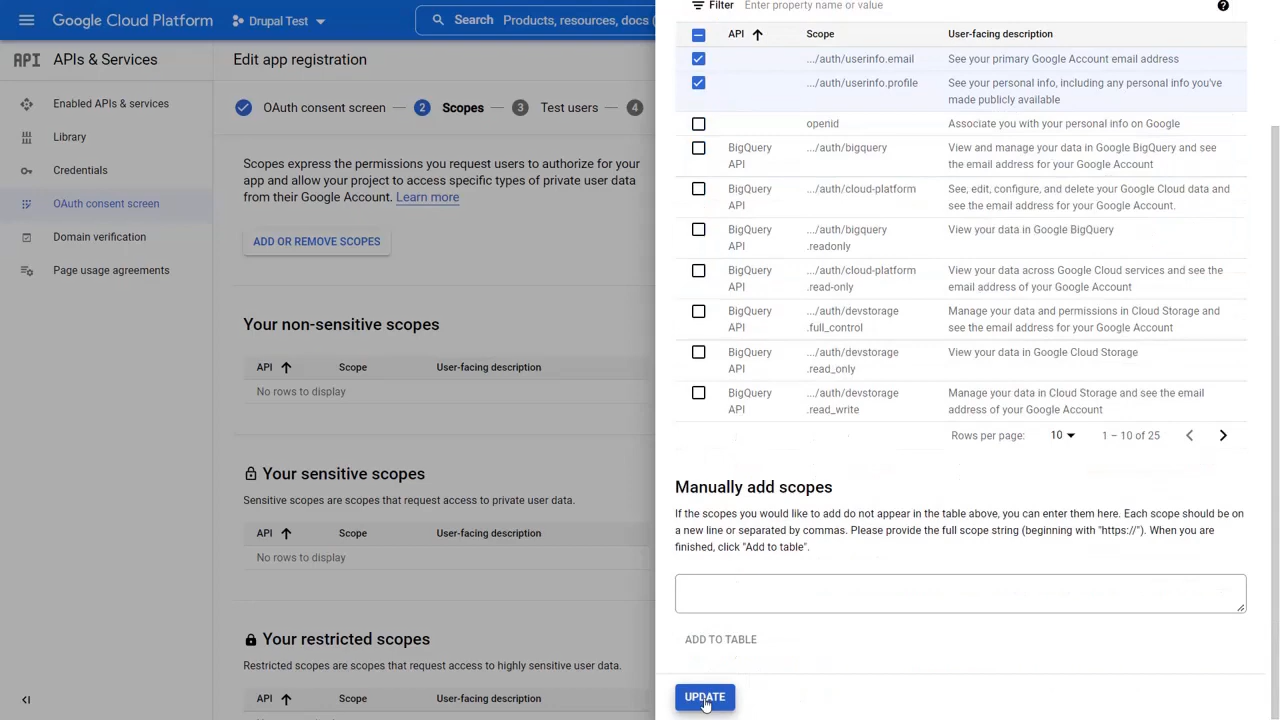 Google Cloud Platform
Drupal Test
Search Products, resources, docs (
API APIs & Services
Enabled APIs & services
Library
Credentials
OAuth consent screen
Domain verification
Page usage agreements
Edit app registration
OAuth consent screen — 2 Scopes — 3 Test users — 4
Scopes express the permissions you request users to authorize for your
app and allow your project to access specific types of private user data
from their Google Account. Learn more
ADD OR REMOVE SCOPES
Your non-sensitive scopes
API Scope User-facing description
No rows to display
Your sensitive scopes
Sensitive scopes are scopes that request access to private user data.
API Scope User-facing description
No rows to display
Your restricted scopes
Restricted scopes are scopes that request access to highly sensitive user data.
API Scope User-facing description
Filter Enter property name or value
API Scope User-facing description
.../auth/userinfo.email See your primary Google Account email address
.../auth/userinfo.profile See your personal info, including any personal info you've
made publicly available
openid Associate you with your personal info on Google
BigQuery .../auth/bigquery View and manage your data in Google BigQuery and see
API the email address for your Google Account
BigQuery .../auth/cloud-platform See, edit, configure, and delete your Google Cloud data and
API see the email address for your Google Account.
BigQuery .../auth/bigquery View your data in Google BigQuery
API .readonly
BigQuery .../auth/cloud-platform View your data across Google Cloud services and see the
API .read-only email address of your Google Account
BigQuery .../auth/devstorage Manage your data and permissions in Cloud Storage and
API .full_control see the email address for your Google Account
BigQuery .../auth/devstorage View your data in Google Cloud Storage
API .read_only
BigQuery .../auth/devstorage Manage your data in Cloud Storage and see the email
API .read_write address of your Google Account
Rows per page: 10 1 – 10 of 25
Manually add scopes
If the scopes you would like to add do not appear in the table above, you can enter them here. Each scope should be on
a new line or separated by commas. Please provide the full scope string (beginning with "https://"). When you are
finished, click "Add to table".
ADD TO TABLE
UPDATE